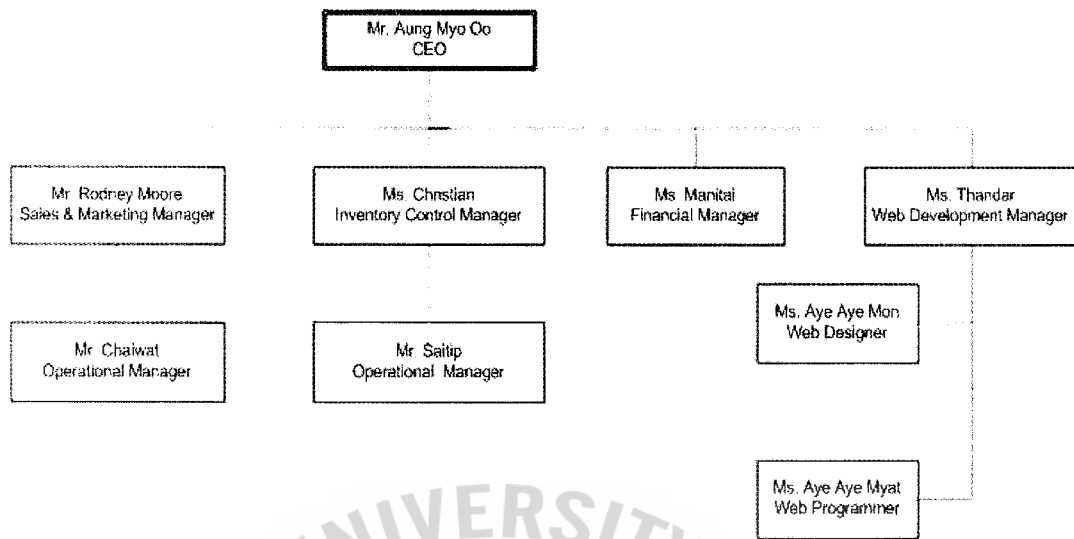 Mr. Aung Myo Oo
CEO
Mr. Rodney Moore
Sales & Marketing Manager
Ms. Christian
Inventory Control Manager
Ms. Manitai
Financial Manager
Ms. Thandar
Web Development Manager
Mr. Chaiwat
Operational Manager
Mr. Saitip
Operational Manager
Ms. Aye Aye Mon
Web Designer
Ms. Aye Aye Myat
Web Programmer
UNIVERSITY